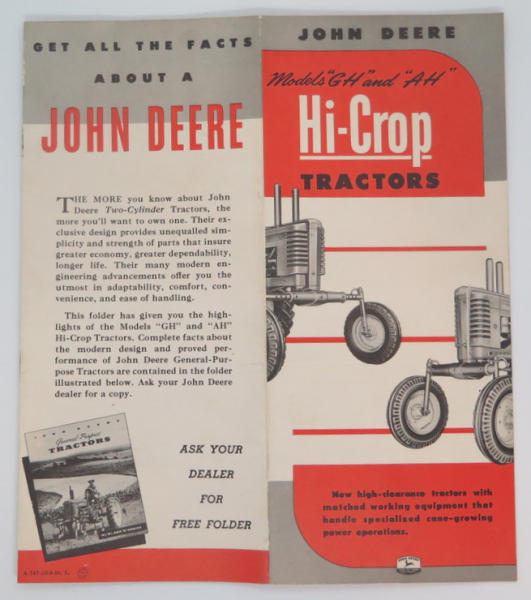 GET ALL THE FACTS
ABOUT A
JOHN DEERE
THE MORE you know about John
Deere Two-Cylinder Tractors, the
more you'll want to own one. Their ex-
clusive design provides unequalled sim-
plicity and strength of parts that insure
greater economy, greater dependability,
longer life. Their many modern en-
gineering advancements offer you the
utmost in adaptability, comfort, con-
venience, and ease of handling.
This folder has given you the high-
lights of the Models "GH" and "AH"
Hi-Crop Tractors. Complete facts about
the modern design and proved per-
formance of John Deere General-Pur-
pose Tractors are contained in the folder
illustrated below. Ask your John Deere
dealer for a copy.
General-Purpose
TRACTORS
ASK YOUR
DEALER
FOR
FREE FOLDER
JOHN DEERE
Models "GH" and "AH"
Hi-Crop
TRACTORS
New high-clearance tractors with
matched working equipment that
handle specialized cane-growing
power operations.
JOHN DEERE